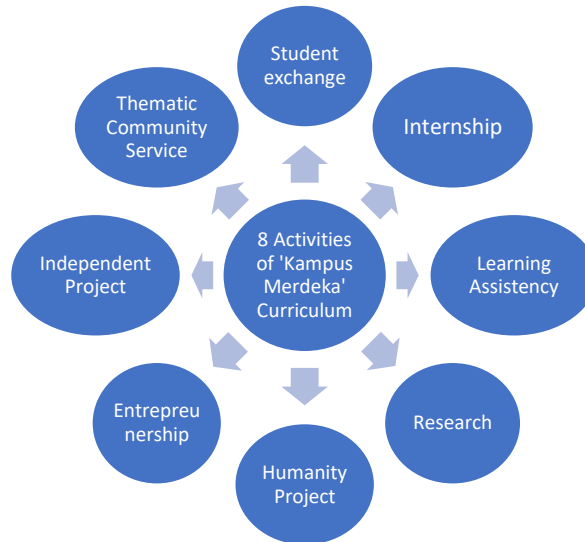 Student
exchange
Thematic
Community
Service
Internship
8 Activities
of 'Kampus
Merdeka'
Curriculum
Independent
Project
Learning
Assistency
Entrepreu
nership
Research
Humanity
Project